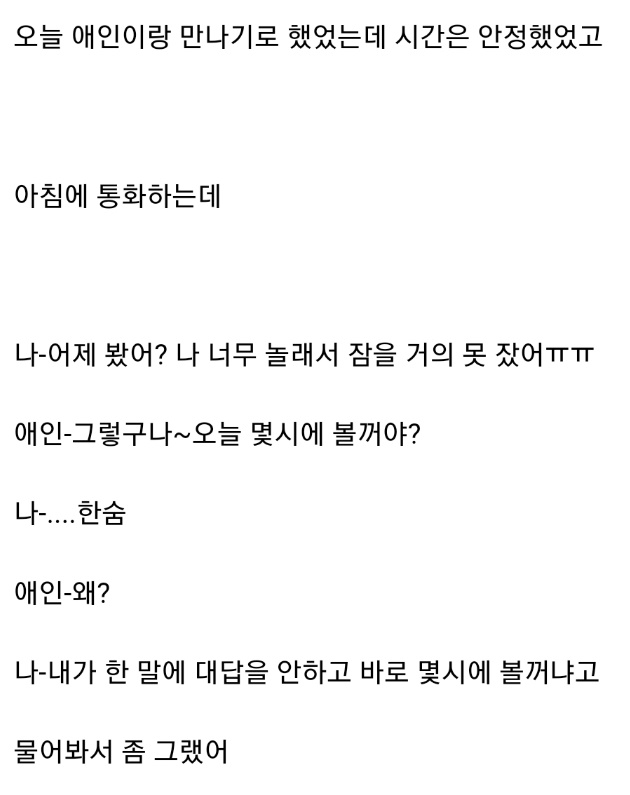 오늘 애인이랑 만나기로 했었는데 시간은 안정했었고
아침에 통화하는데
나-어제 봤어? 나 너무 놀래서 잠을 거의 못 잤어ㅠㅠ
애인-그렇구나~오늘 몇시에 볼꺼야?
나-....한숨
애인-왜?
나-내가 한 말에 대답을 안하고 바로 몇시에 볼꺼냐고
물어봐서 좀 그랬어